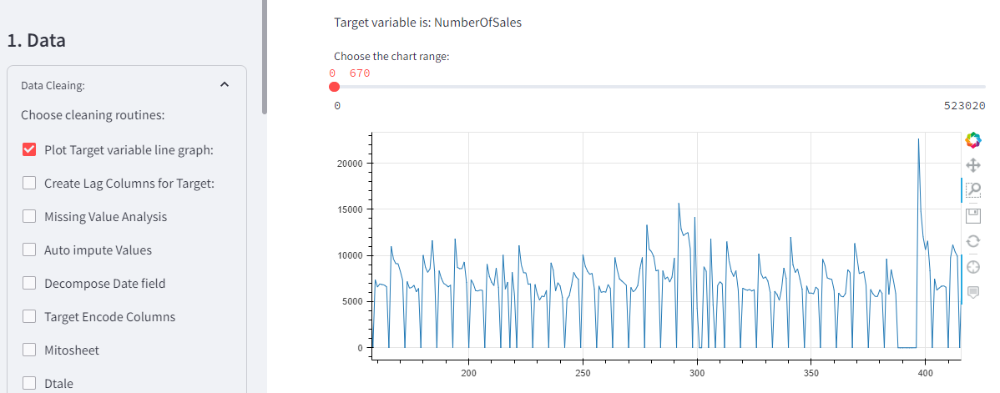 1. Data
Data Cleaing:
Choose cleaning routines:
Plot Target variable line graph:
Create Lag Columns for Target:
Missing Value Analysis
Auto impute Values
Decompose Date field
Target Encode Columns
Mitosheet
Dtale
Target variable is: NumberOfSales
Choose the chart range:
0 670
0 523020
20000
15000
10000
5000
0
200 250 300 350 400